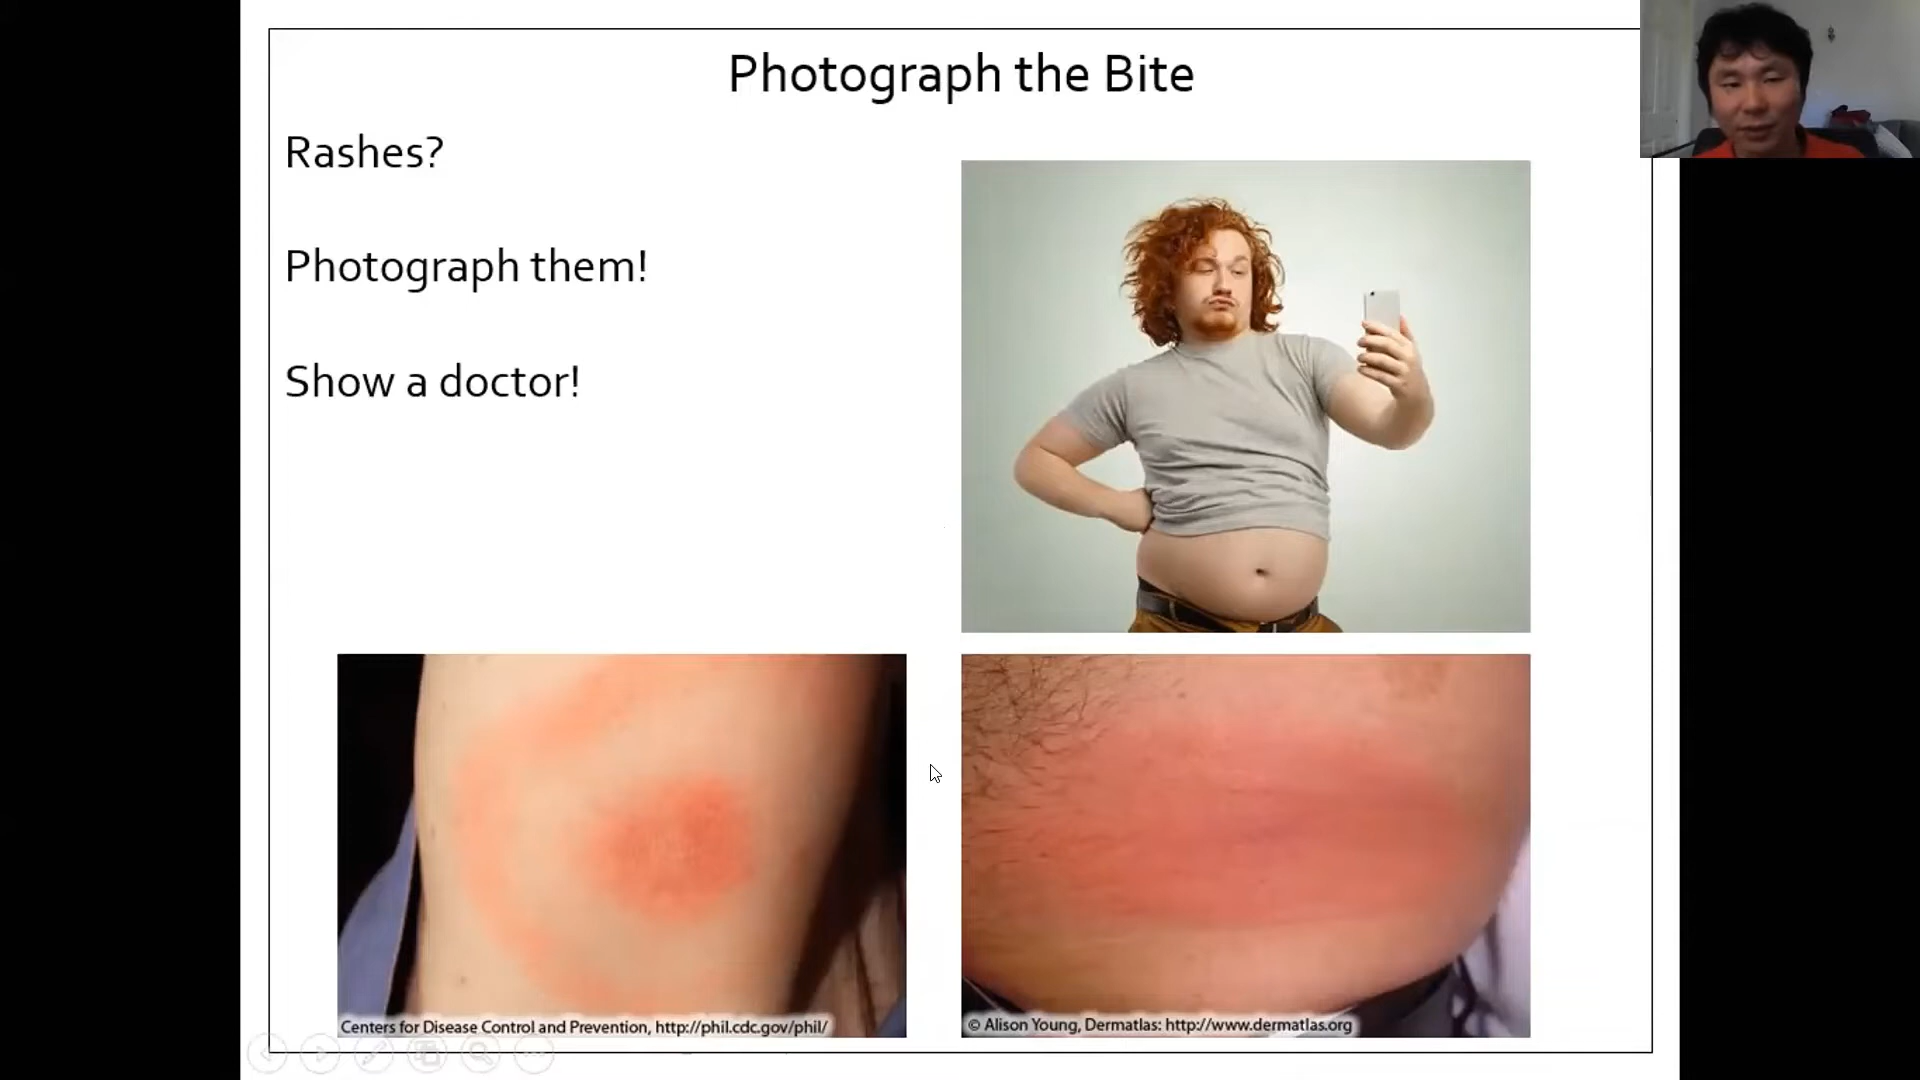 Photograph the Bite
Rashes?
Photograph them!
Show a doctor!
Centers for Disease Control and Prevention, http://phil.cdc.gov/phil/
© Alison Young, Dermatlas: http://www.dermatlas.org